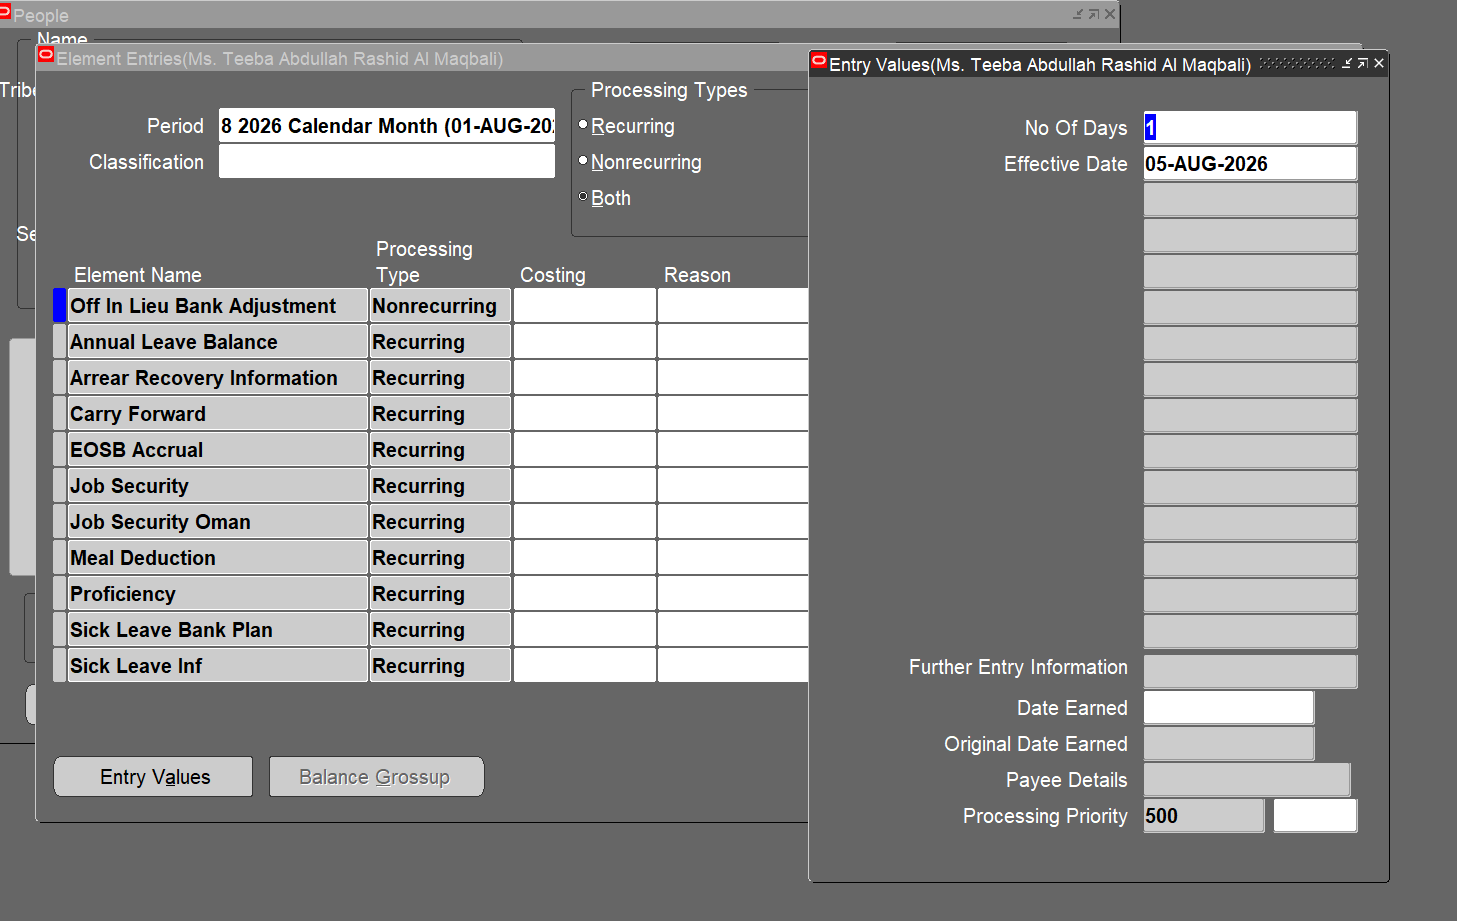 People
Name
Tribe
Se
Element Entries(Ms. Teeba Abdullah Rashid Al Maqbali)
Period
8 2026 Calendar Month (01-AUG-20
Classification
Processing Types
Recurring
Nonrecurring
Both
Element Name
Processing Type
Costing
Reason
Off In Lieu Bank Adjustment Nonrecurring
Annual Leave Balance Recurring
Arrear Recovery Information Recurring
Carry Forward Recurring
EOSB Accrual Recurring
Job Security Recurring
Job Security Oman Recurring
Meal Deduction Recurring
Proficiency Recurring
Sick Leave Bank Plan Recurring
Sick Leave Inf Recurring
Entry Values
Balance Grossup
Entry Values(Ms. Teeba Abdullah Rashid Al Maqbali)
No Of Days 1
Effective Date 05-AUG-2026
Further Entry Information
Date Earned
Original Date Earned
Payee Details
Processing Priority 500